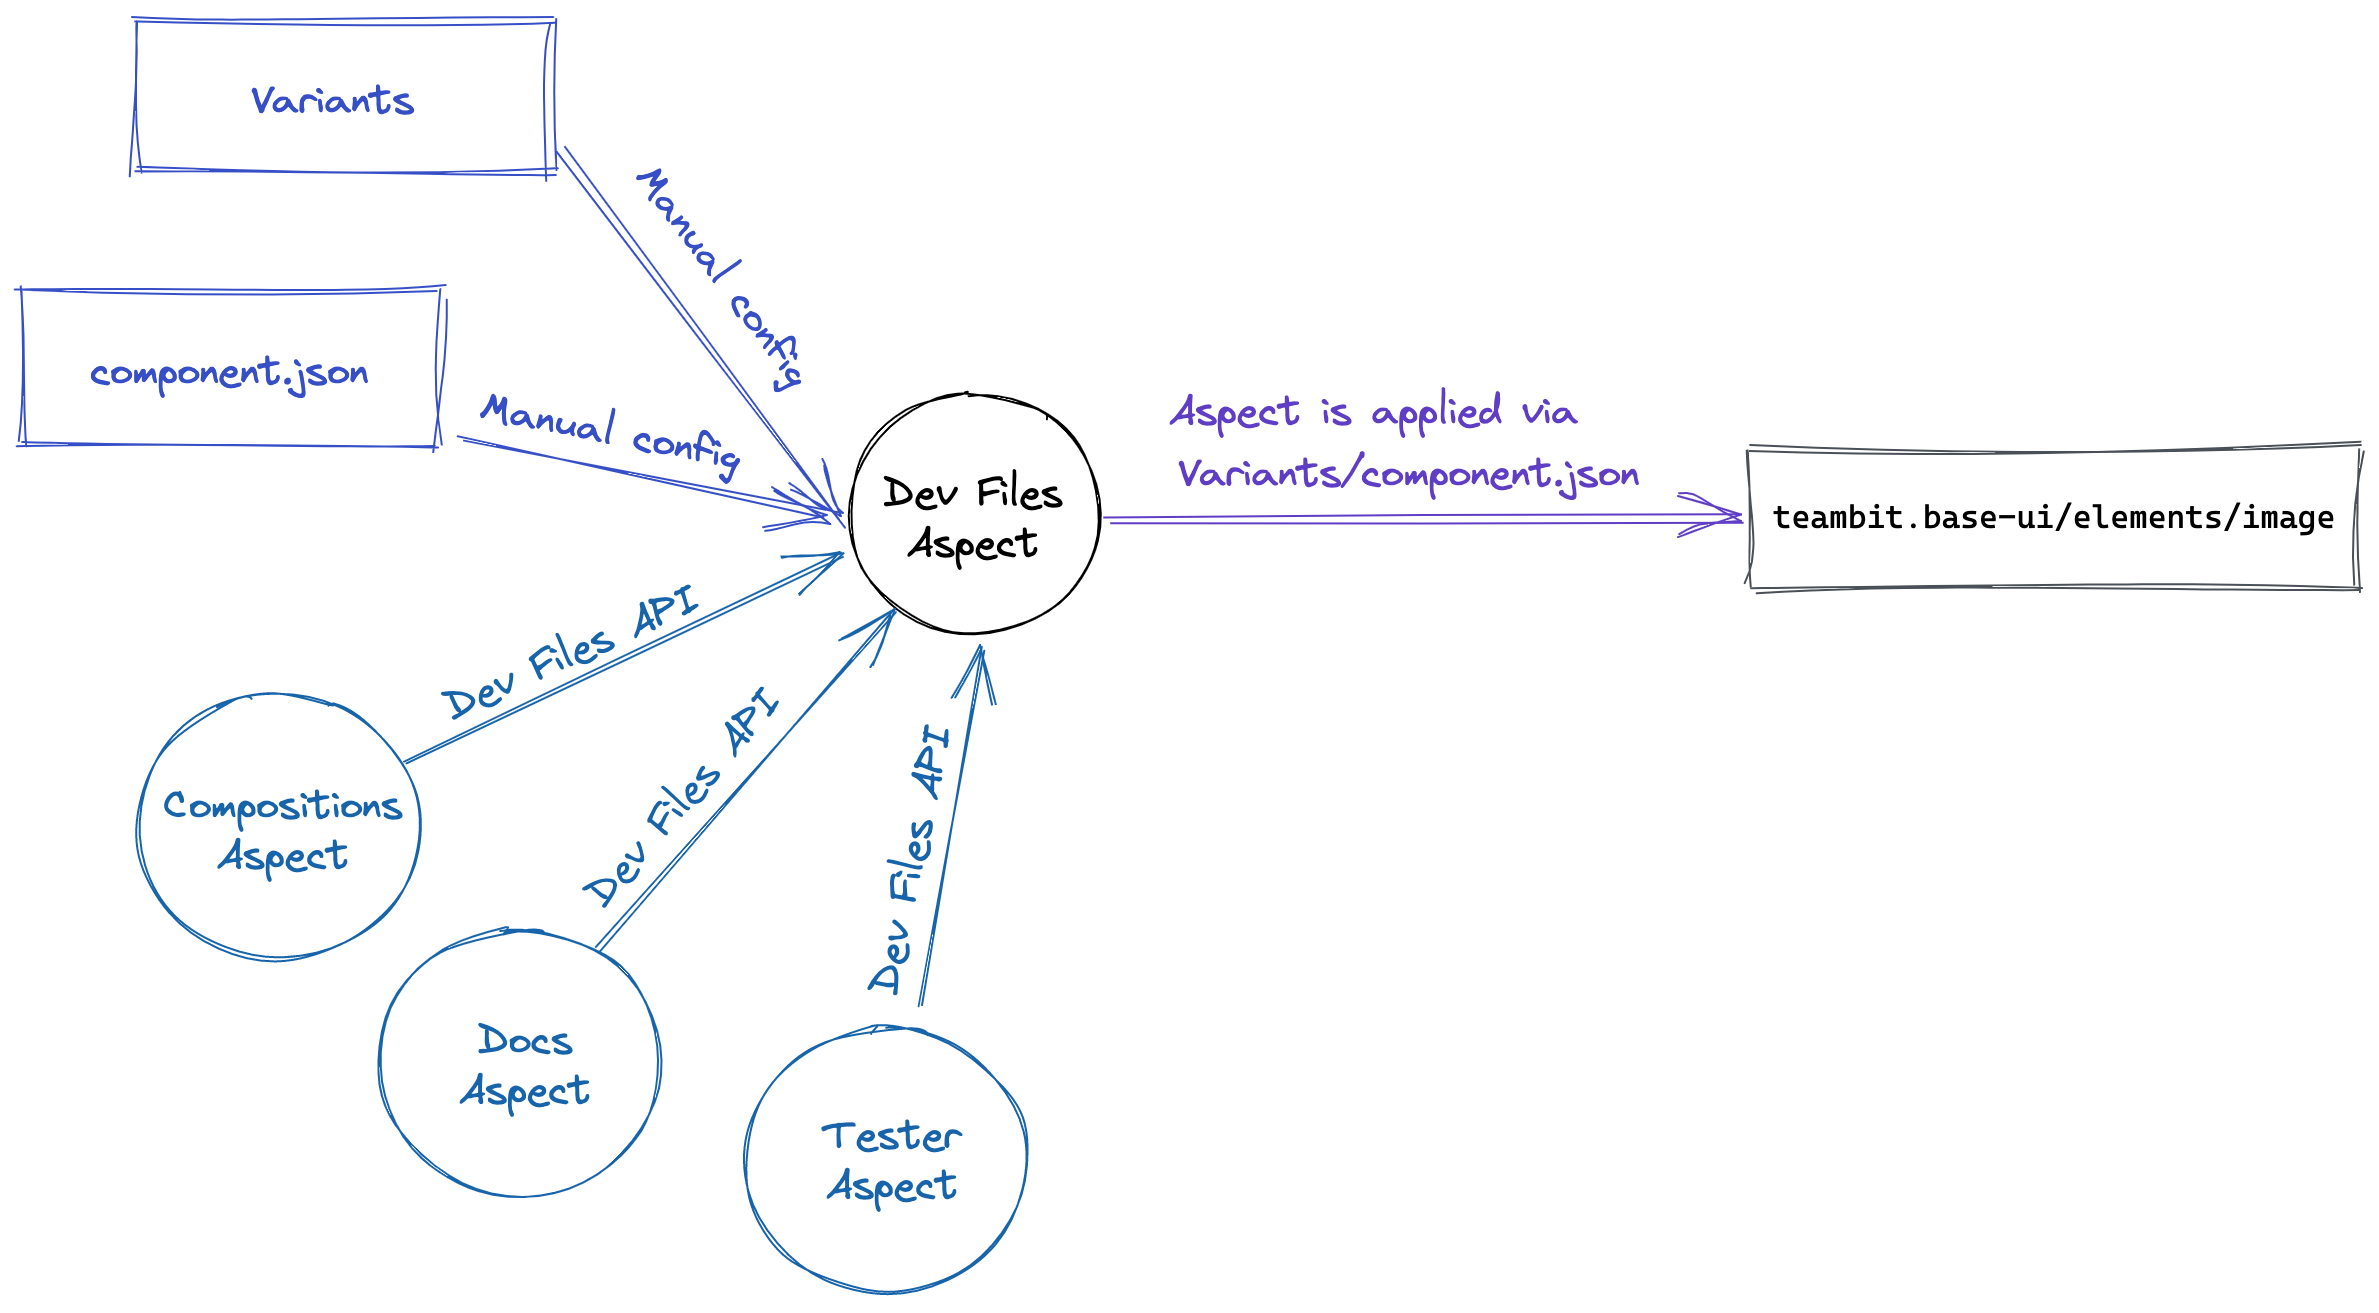 Variants
Manual config
component.json
Manual config
Dev Files
Aspect
Aspect is applied via
Variants/component.json
teambit.base-ui/elements/image
Dev Files API
Compositions
Aspect
Dev Files API
Docs
Aspect
Dev Files API
Tester
Aspect